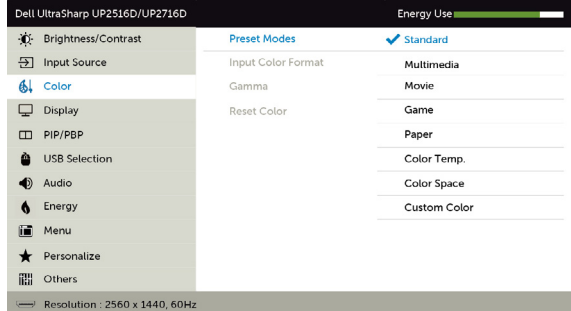 Dell UltraSharp UP2516D/UP2716D Energy Use
Brightness/Contrast Preset Modes Standard
Input Source Input Color Format Multimedia
Color Gamma Movie
Display Reset Color Game
PIP/PBP Paper
USB Selection Color Temp.
Audio Color Space
Energy Custom Color
Menu
Personalize
Others
Resolution : 2560 x 1440, 60Hz